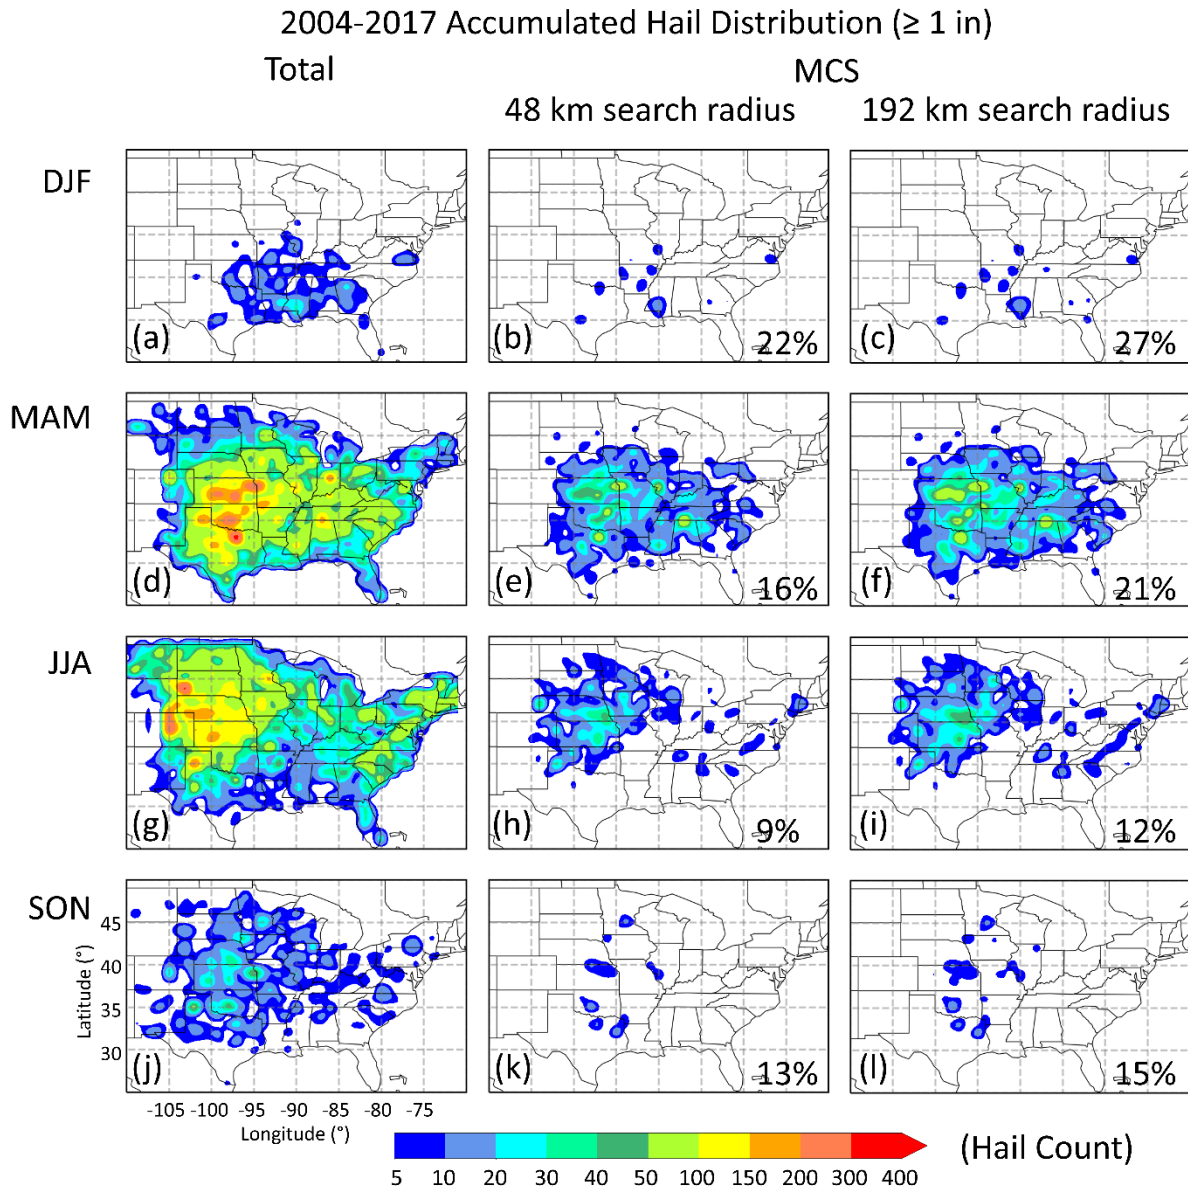 2004-2017 Accumulated Hail Distribution (≥ 1 in)
Total MCS
48 km search radius 192 km search radius
DJF
(a) (b) 22% (c) 27%
MAM
(d) (e) 16% (f) 21%
JJA
(g) (h) 9% (i) 12%
SON
45
40
35
30
Latitude (°)
(j) (k) 13% (l) 15%
-105 -100 -95 -90 -85 -80 -75
Longitude (°)
(Hail Count)
5 10 20 30 40 50 100 150 200 300 400